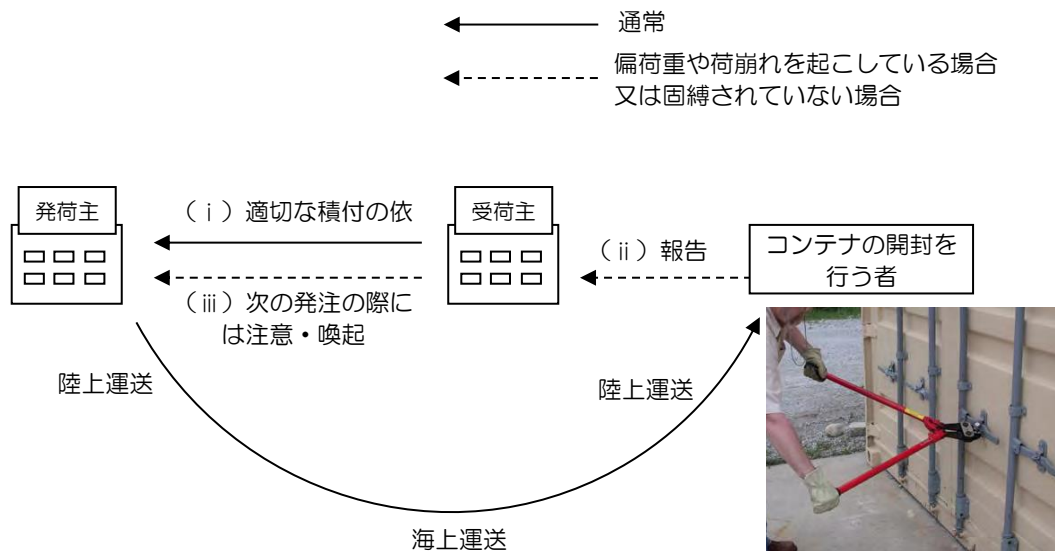 通常
偏荷重や荷崩れを起こしている場合
又は固縛されていない場合
発荷主
（ⅰ）適切な積付の依
受荷主
（ⅱ）報告
コンテナの開封を
行う者
（ⅲ）次の発注の際に
は注意・喚起
陸上運送
陸上運送
海上運送